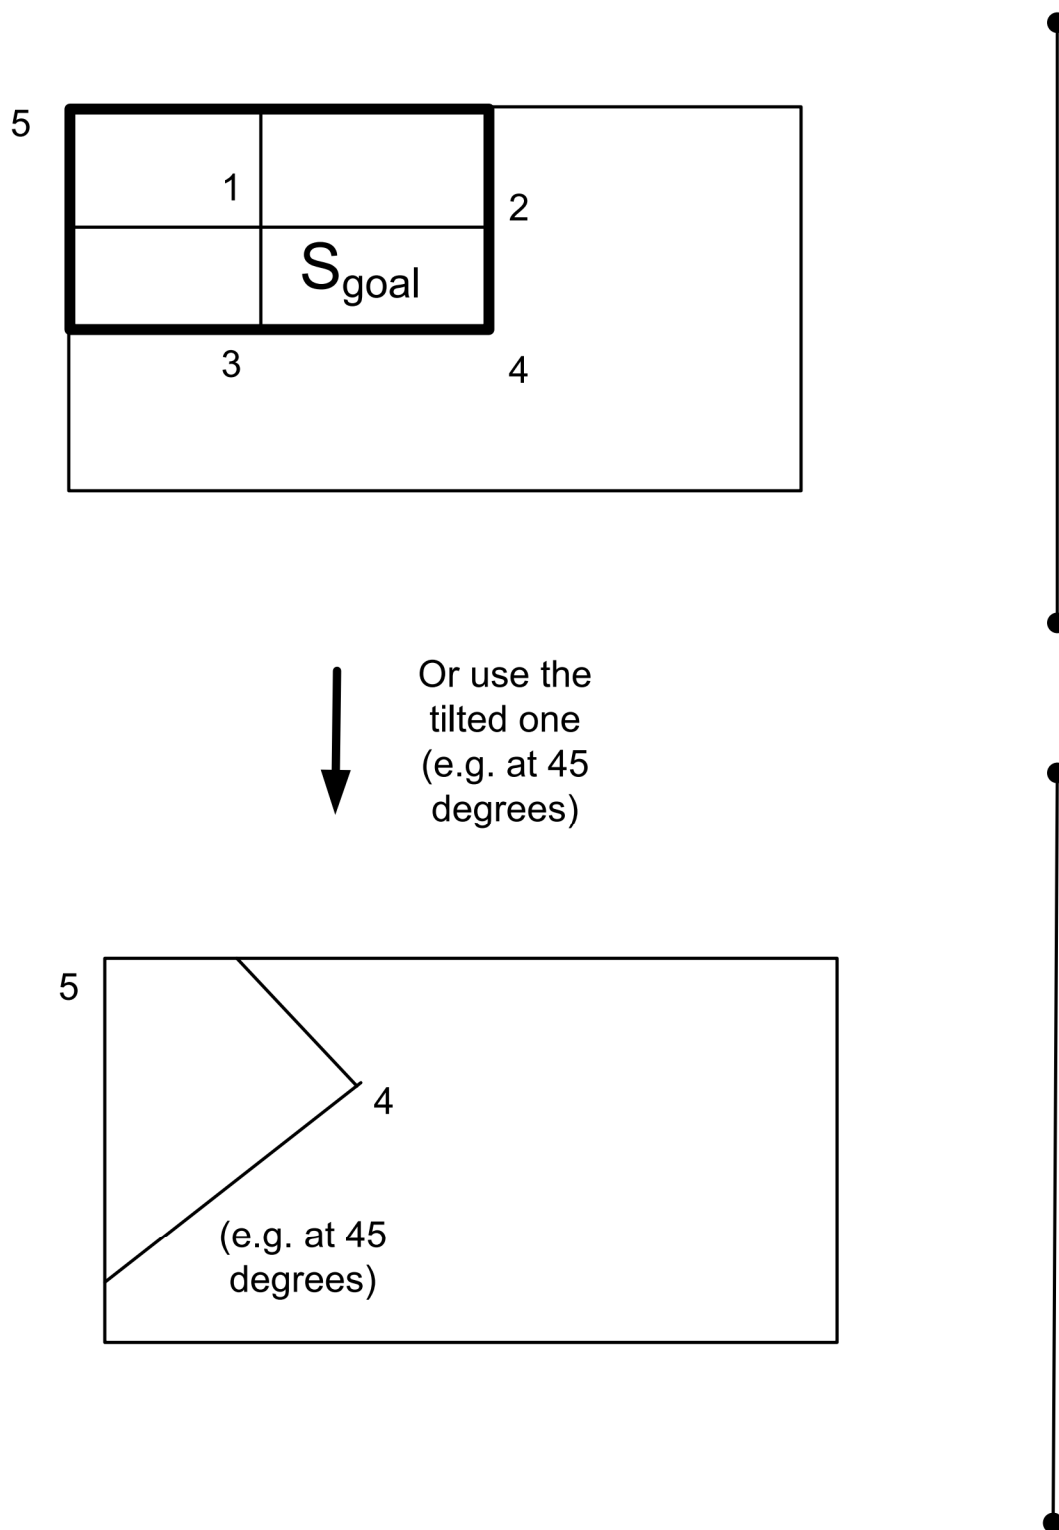 5
1
2
Sgoal
3
4
Or use the
tilted one
(e.g. at 45
degrees)
5
4
(e.g. at 45
degrees)